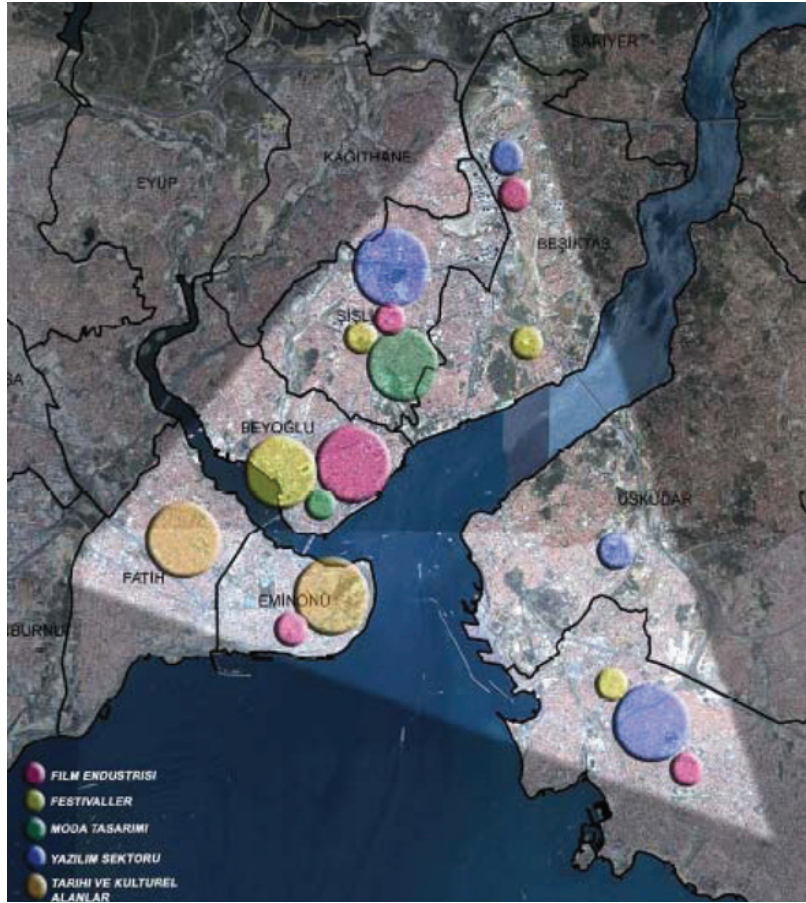 SARIYER
KAĞITHANE
EYÜP
BEŞİKTAŞ
ŞİŞLİ
BEYOĞLU
ÜSKÜDAR
FATİH
EMİNÖNÜ
BURNU
FILM ENDUSTRISI
FESTIVALLER
MODA TASARIMI
YAZILIM SEKTORU
TARIHI VE KULTUREL
ALANLAR